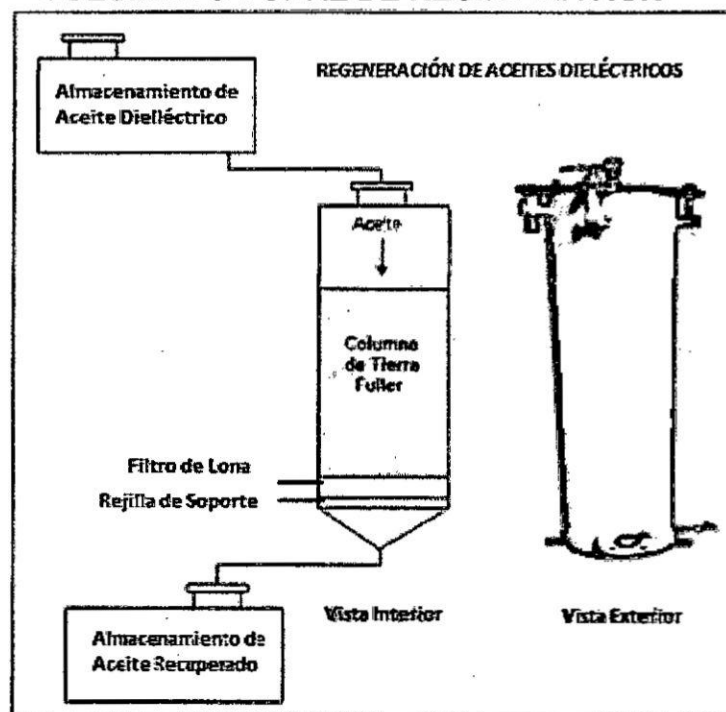 REGENERACIÓN DE ACEITES DIELÉCTRICOS
Almacenamiento de
Aceite Dielléctrico
Aceite
Columna
de Tierra
Fuller
Filtro de Lona
Rejilla de Soporte
Vista Interior
Vista Exterior
Almacenamiento de
Aceite Recuperado